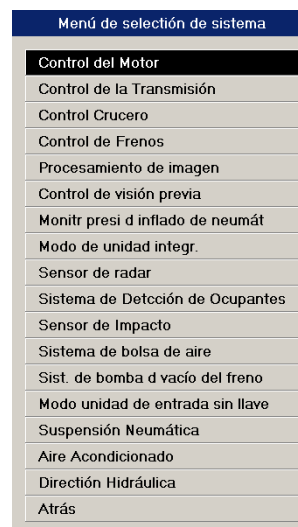 Menú de selectión de sistema
Control del Motor
Control de la Transmisión
Control Crucero
Control de Frenos
Procesamiento de imagen
Control de visión previa
Monitr presi d inflado de neumát
Modo de unidad integr.
Sensor de radar
Sistema de Detcción de Ocupantes
Sensor de Impacto
Sistema de bolsa de aire
Sist. de bomba d vacío del freno
Modo unidad de entrada sin llave
Suspensión Neumática
Aire Acondicionado
Directión Hidráulica
Atrás